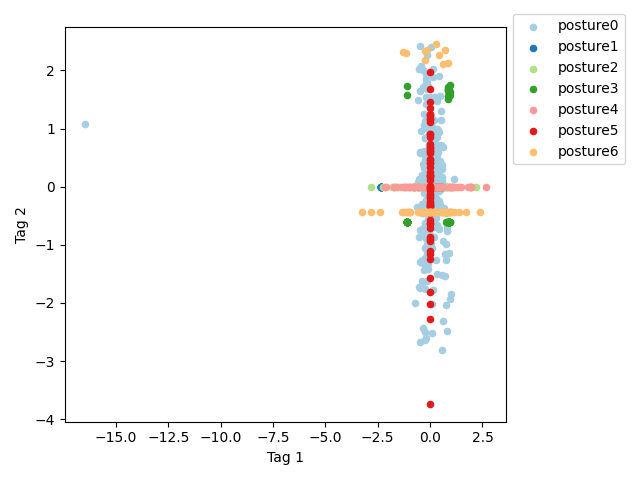 posture0
posture1
posture2
posture3
posture4
posture5
posture6
2
1
0
−1
−2
−3
−4
Tag 2
−15.0 −12.5 −10.0 −7.5 −5.0 −2.5 0.0 2.5
Tag 1